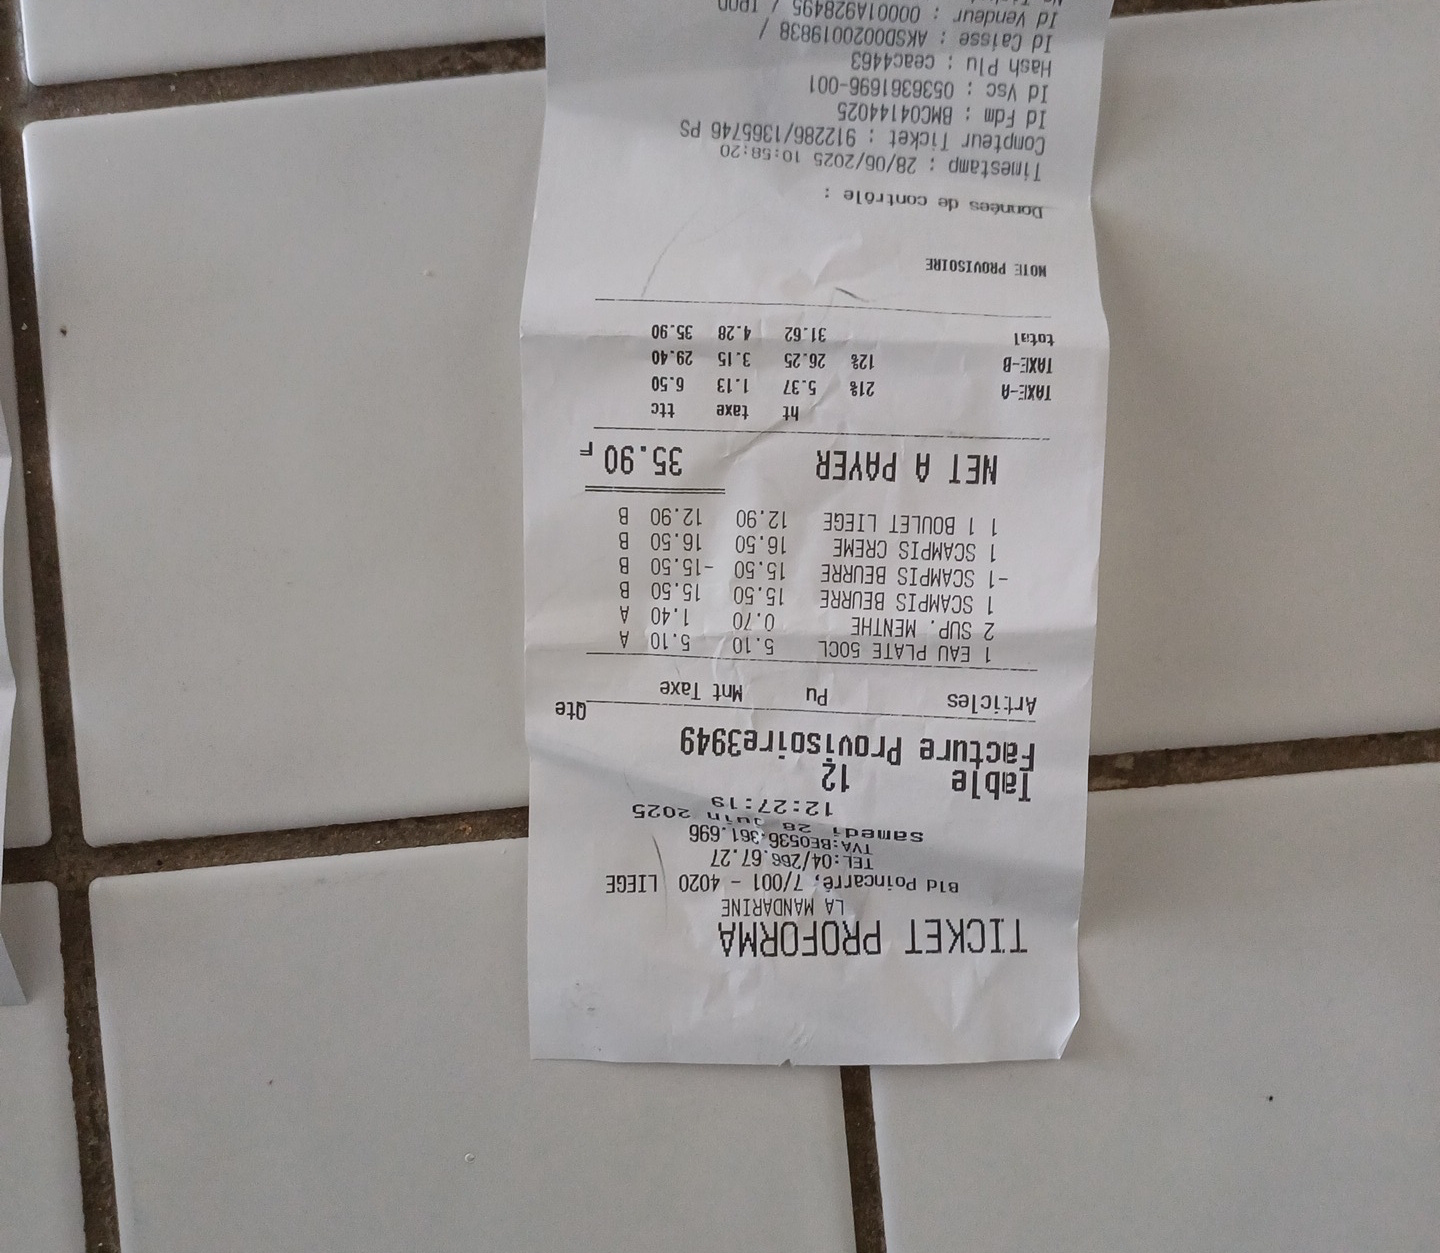 TICKET PROFORMA
LA MANDARINE
Bld Poincarré, 7/001 - 4020 LIEGE
TEL:04/266.67.27
TVA:BE0536.361.696
samedi 28 juin 2025
12:27:19
Table 12
Facture Provisoire3949
Qte
Articles Pu Mnt Taxe
1 EAU PLATE 50CL 5.10 5.10 A
2 SUP. MENTHE 0.70 1.40 A
1 SCAMPIS BEURRE 15.50 15.50 B
-1 SCAMPIS BEURRE 15.50 -15.50 B
1 SCAMPIS CREME 16.50 16.50 B
1 1 BOULET LIEGE 12.90 12.90 B
NET A PAYER 35.90
ht taxe ttc
TAXE-A 21% 5.37 1.13 6.50
TAXE-B 12% 26.25 3.15 29.40
total 31.62 4.28 35.90
NOTE PROVISOIRE
Données de contrôle :
Timestamp : 28/06/2025 10:58:20
Compteur Ticket : 912286/1365746 PS
Id Fdm : BMC04144025
Id Vsc : 0536361696-001
Hash Plu : ceac4463
Id Caisse : AKSD0020019838 /
Id Vendeur : 00001A928495 /